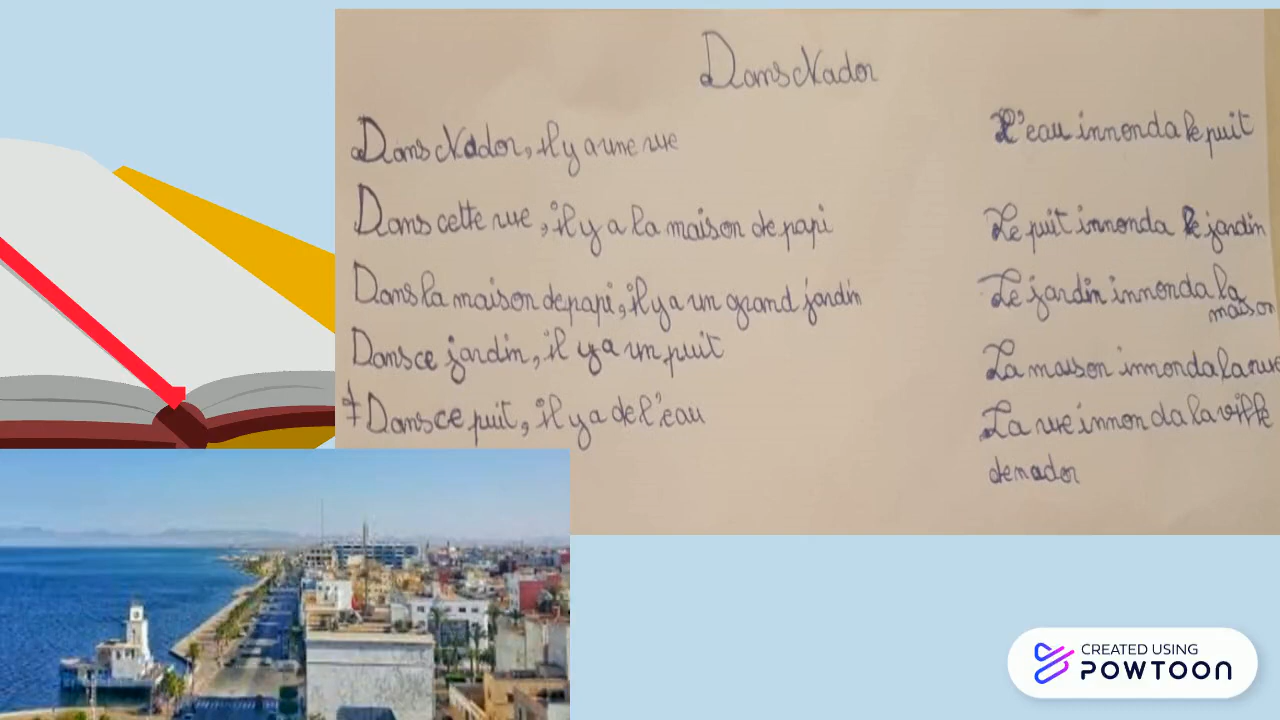 Dans Nador
Dans Nador, il y a une rue
Dans cette rue, il y a la maison de papi
Dans la maison de papi, il y a un grand jardin
Dans ce jardin, il y a un puit
Dans ce puit, il y a de l'eau
L'eau innonda le puit
Le puit innonda le jardin
Le jardin innonda la
maison
La maison innonda la rue
La rue innonda la ville
de nador
CREATED USING
POWTOON